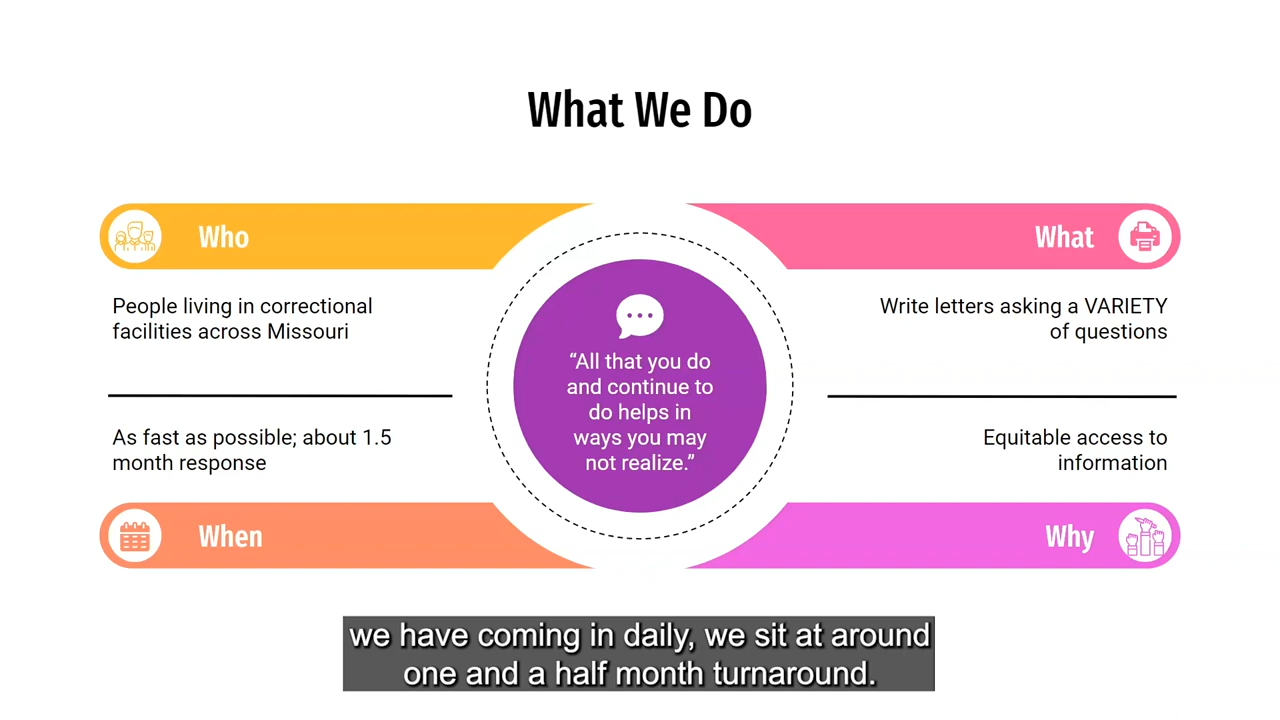 What We Do
Who
People living in correctional
facilities across Missouri
What
Write letters asking a VARIETY
of questions
“All that you do
and continue to
do helps in
ways you may
not realize.”
As fast as possible; about 1.5
month response
When
Equitable access to
information
Why
we have coming in daily, we sit at around
one and a half month turnaround.